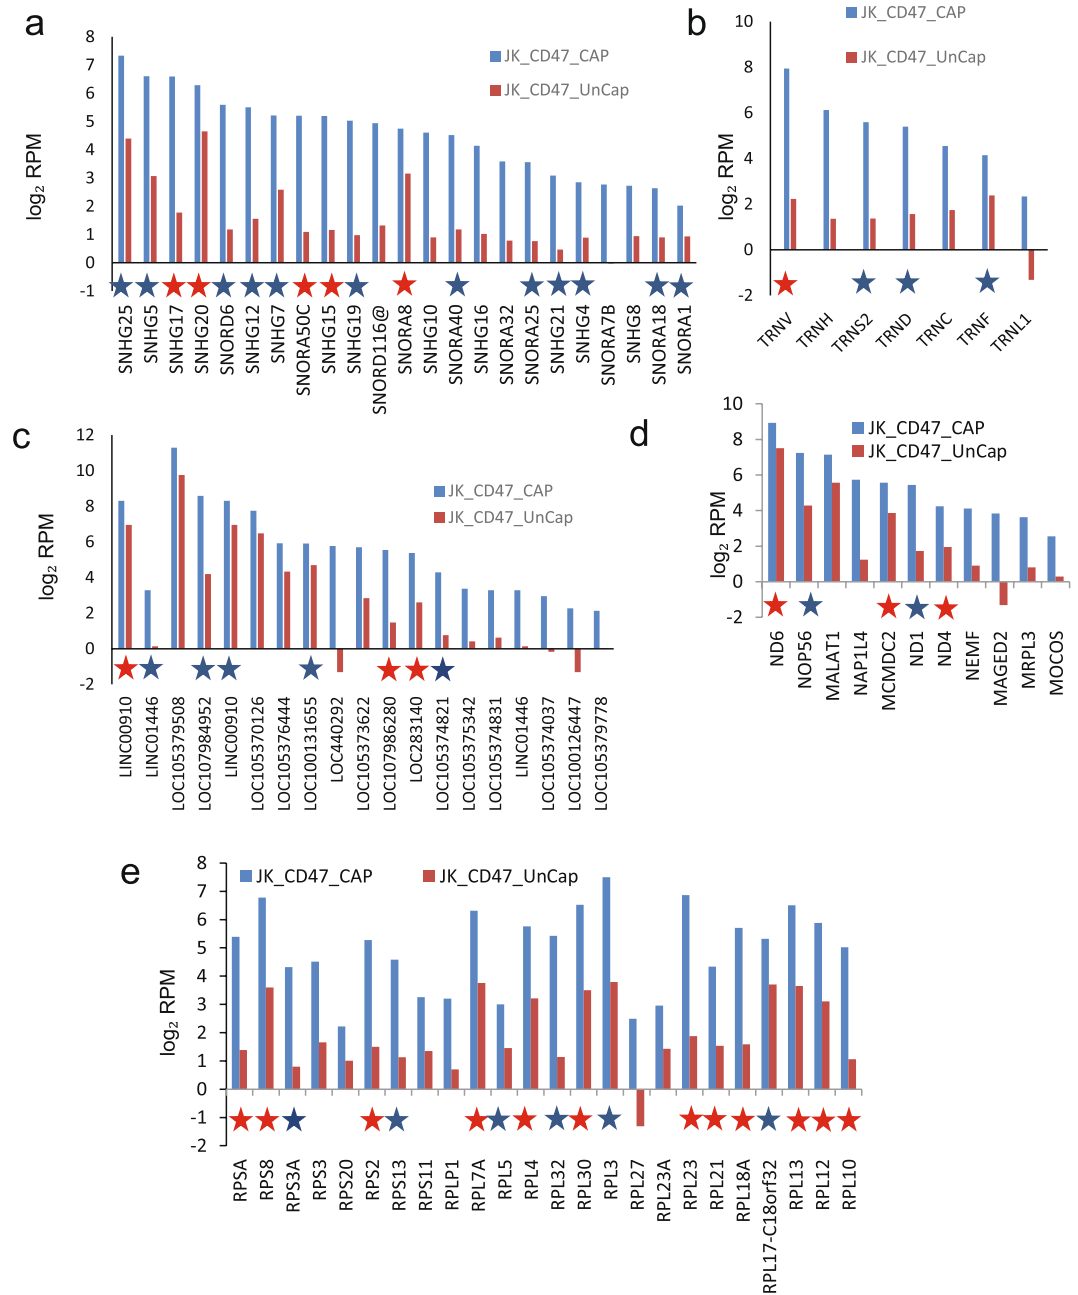 a
8
7
6
5
4
3
2
1
0
-1
log₂ RPM
JK_CD47_CAP
JK_CD47_UnCap
SNHG25
SNHG5
SNHG17
SNHG20
SNORD6
SNHG12
SNHG7
SNORA50C
SNHG15
SNHG19
SNORD116@
SNORA8
SNHG10
SNORA40
SNHG16
SNORA32
SNORA25
SNHG21
SNHG4
SNORA7B
SNHG8
SNORA18
SNORA1
b
10
8
6
4
2
0
-2
log₂ RPM
JK_CD47_CAP
JK_CD47_UnCap
TRNV
TRNH
TRNS2
TRND
TRNC
TRNF
TRNL1
c
12
10
8
6
4
2
0
-2
log₂ RPM
JK_CD47_CAP
JK_CD47_UnCap
LINC00910
LINC01446
LOC105379508
LOC107984952
LINC00910
LOC105370126
LOC105376444
LOC100131655
LOC440292
LOC105373622
LOC107986280
LOC283140
LOC105374821
LOC105375342
LOC105374831
LINC01446
LOC105374037
LOC100126447
LOC105379778
d
10
8
6
4
2
0
-2
log₂ RPM
JK_CD47_CAP
JK_CD47_UnCap
ND6
NOP56
MALAT1
NAP1L4
MCMDC2
ND1
ND4
NEMF
MAGED2
MRPL3
MOCOS
e
8
7
6
5
4
3
2
1
0
-1
-2
log₂ RPM
JK_CD47_CAP
JK_CD47_UnCap
RPSA
RPS8
RPS3A
RPS3
RPS20
RPS2
RPS13
RPS11
RPLP1
RPL7A
RPL5
RPL4
RPL32
RPL30
RPL3
RPL27
RPL23A
RPL23
RPL21
RPL18A
RPL17-C18orf32
RPL13
RPL12
RPL10